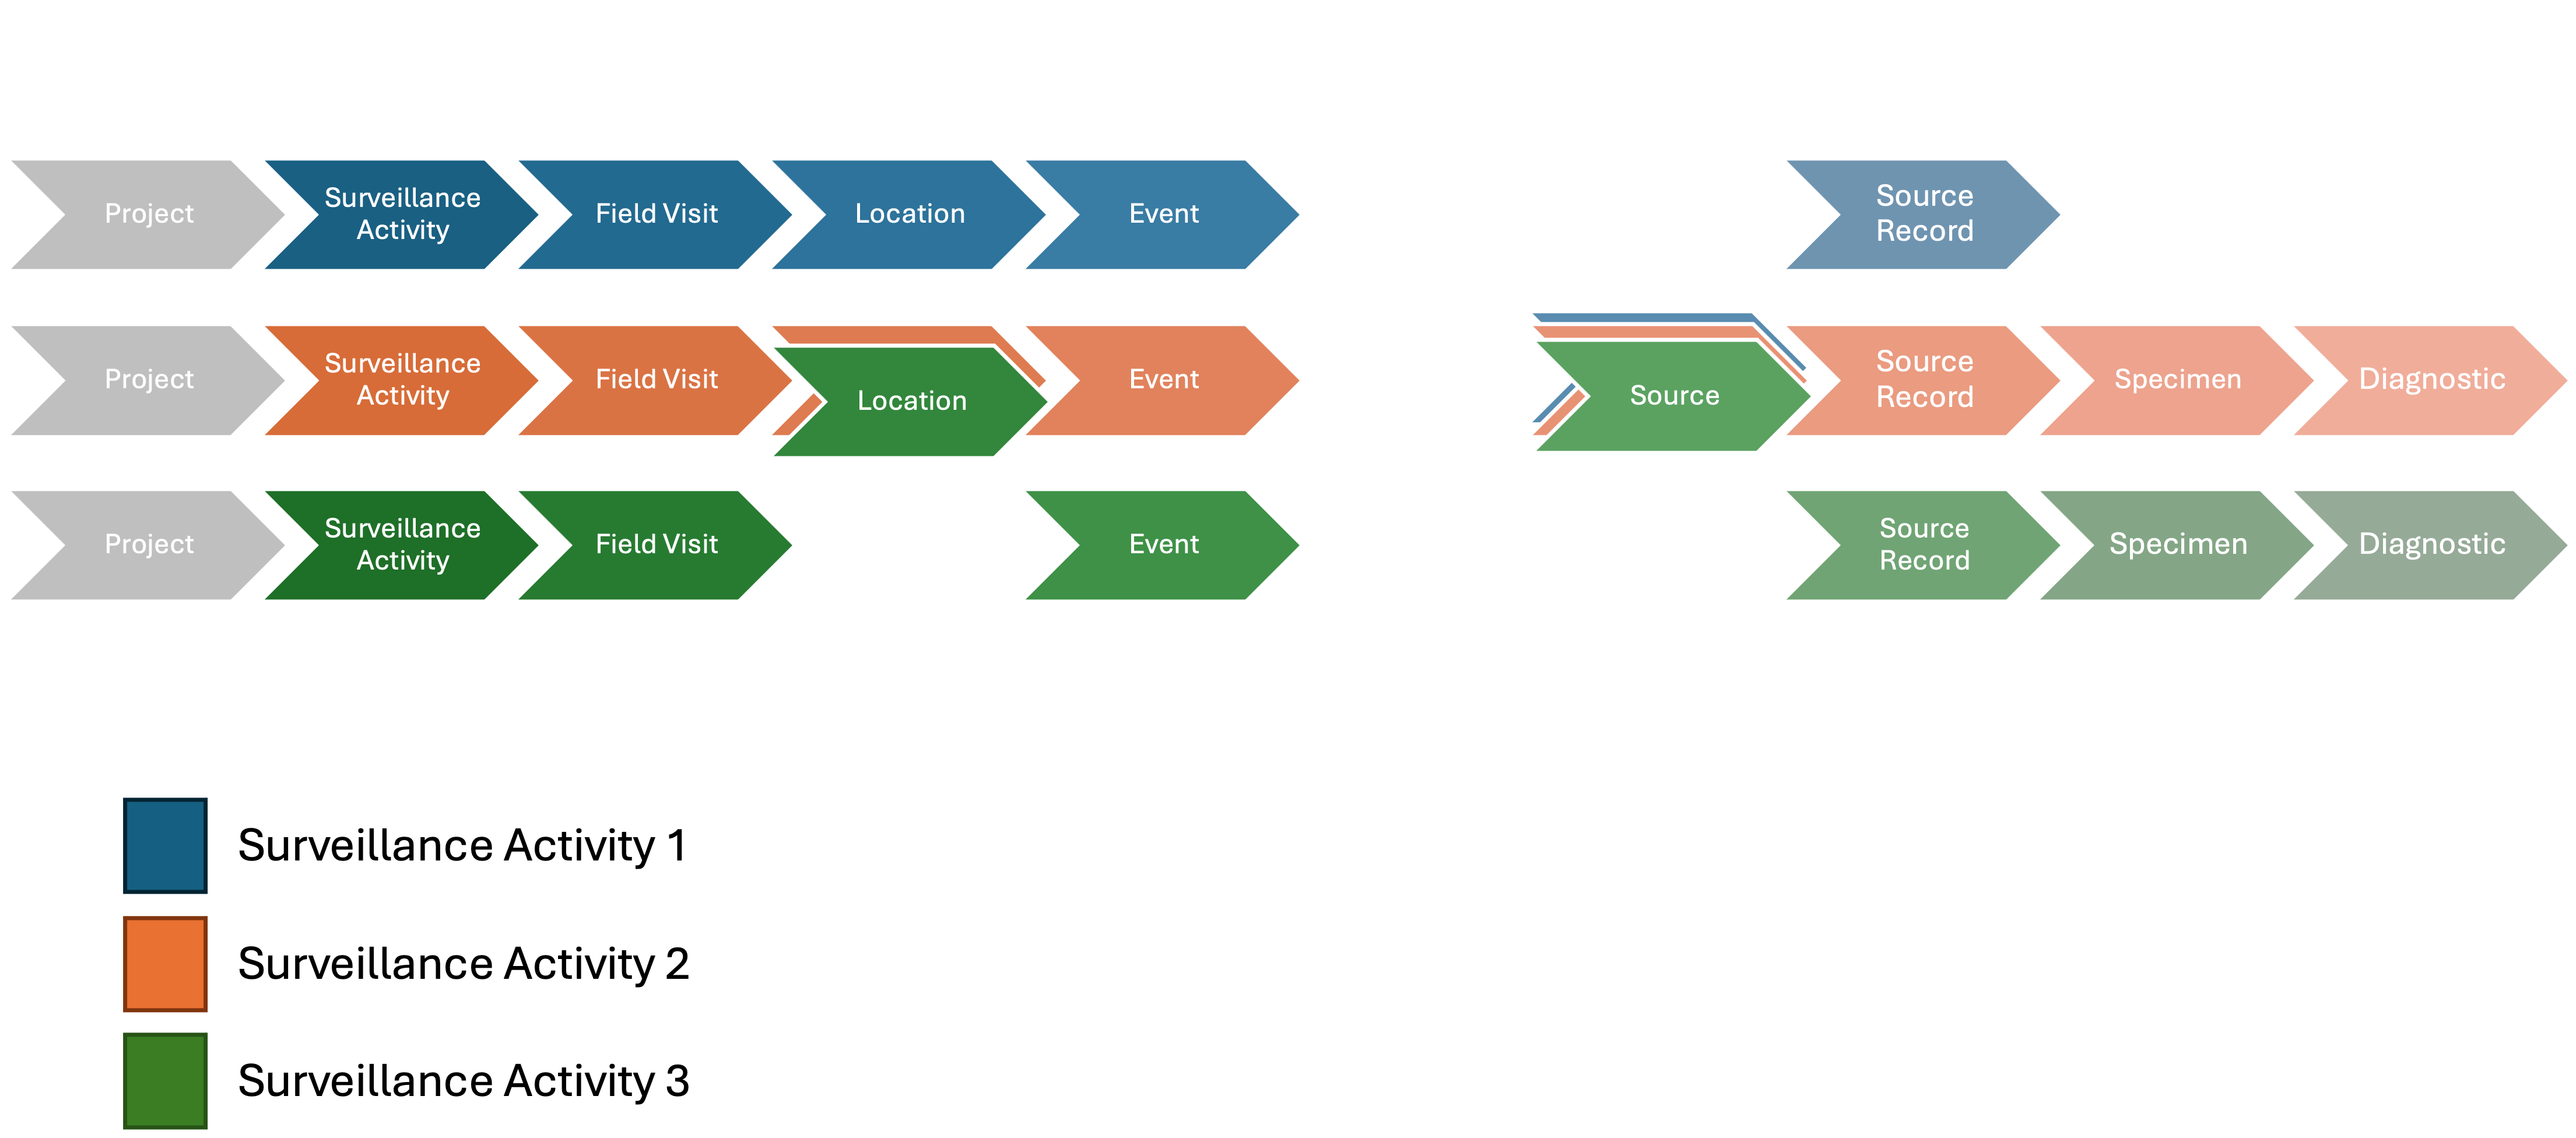 Project
Surveillance
Activity
Field Visit
Location
Event
Source
Record
Project
Surveillance
Activity
Field Visit
Location
Event
Source
Source
Record
Specimen
Diagnostic
Project
Surveillance
Activity
Field Visit
Event
Source
Record
Specimen
Diagnostic
Surveillance Activity 1
Surveillance Activity 2
Surveillance Activity 3